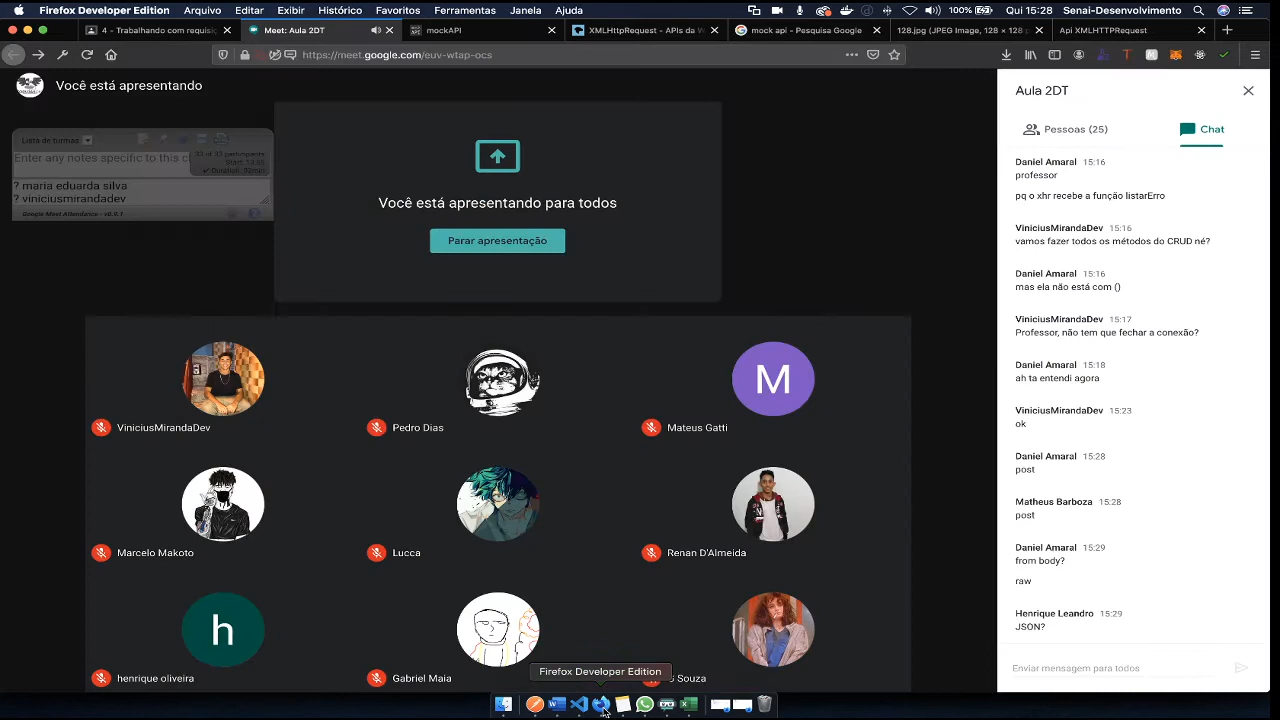 Firefox Developer Edition Arquivo Editar Exibir Histórico Favoritos Ferramentas Janela Ajuda 100% Qui 15:28 Senai-Desenvolvimento
4 - Trabalhando com requisiç Meet: Aula 2DT mockAPI XMLHttpRequest - APIs da W mock api - Pesquisa Google 128.jpg (JPEG Image, 128 × 128 p Api XMLHTTPRequest
https://meet.google.com/euv-wtap-ocs
Você está apresentando
Lista de turmas
Enter any notes specific to this c
? maria eduarda silva
? viniciusmirandadev
Google Meet Attendance
Você está apresentando para todos
Parar apresentação
ViniciusMirandaDev
Pedro Dias
Mateus Gatti
Marcelo Makoto
Lucca
Renan D'Almeida
henrique oliveira
Gabriel Maia
Souza
Firefox Developer Edition
Aula 2DT
Pessoas (25) Chat
Daniel Amaral 15:16
professor
pq o xhr recebe a função listarErro
ViniciusMirandaDev 15:16
vamos fazer todos os métodos do CRUD né?
Daniel Amaral 15:16
mas ela não está com ()
ViniciusMirandaDev 15:17
Professor, não tem que fechar a conexão?
Daniel Amaral 15:18
ah ta entendi agora
ViniciusMirandaDev 15:23
ok
Daniel Amaral 15:28
post
Matheus Barboza 15:28
post
Daniel Amaral 15:29
from body?
raw
Henrique Leandro 15:29
JSON?
Enviar mensagem para todos